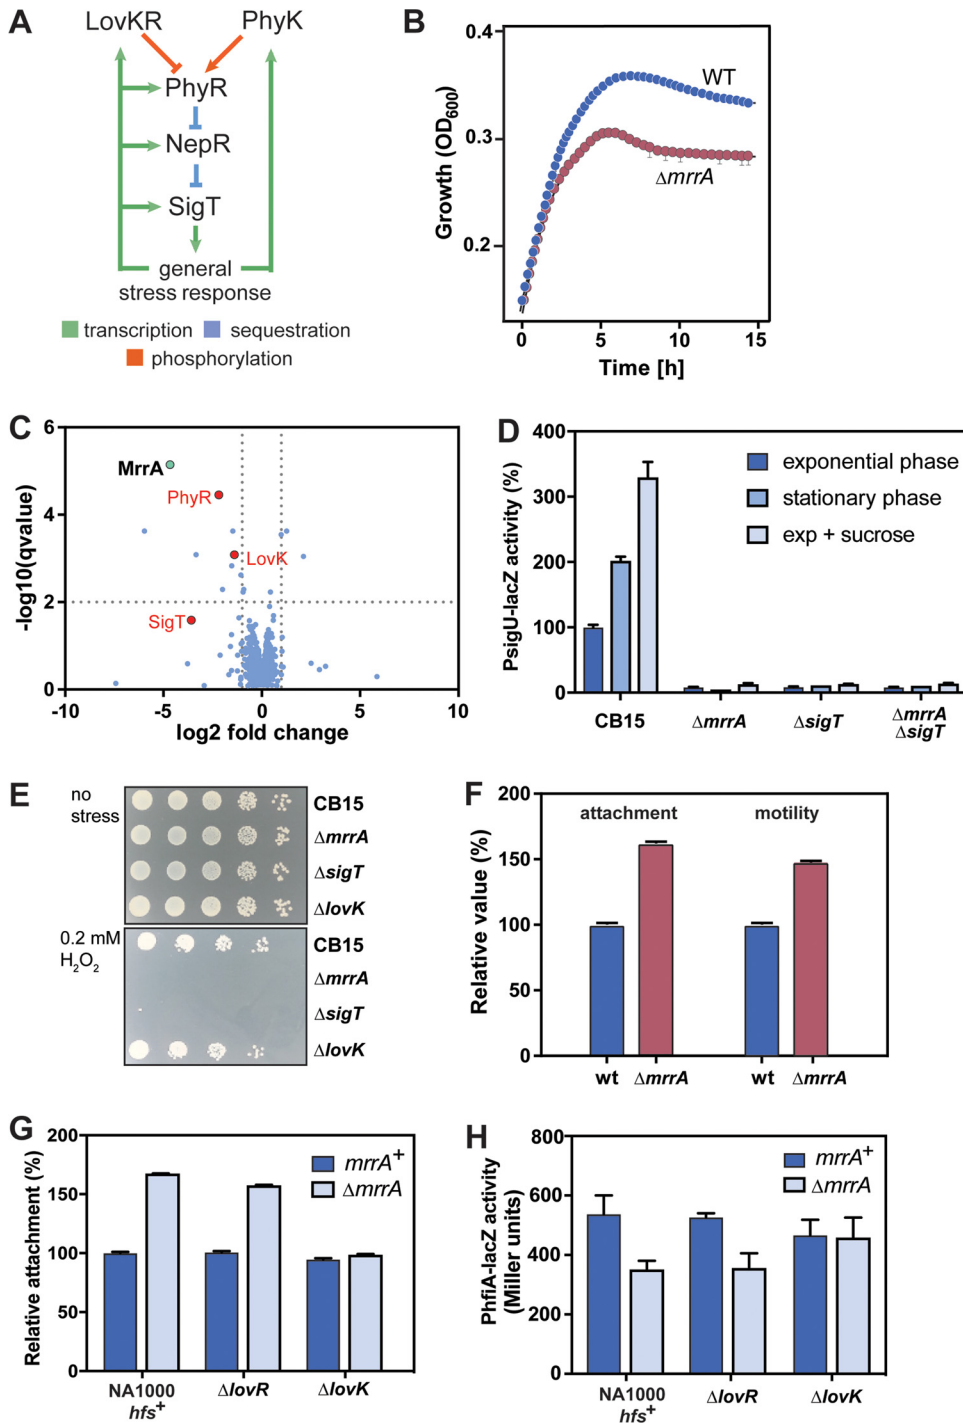 A
LovKR PhyK
PhyR
NepR
SigT
general
stress response
transcription sequestration
phosphorylation
B
Growth (OD600)
0.4
0.3
0.2
WT
ΔmrrA
0 5 10 15
Time [h]
C
-log10(qvalue)
6
4
2
0
MrrA
PhyR
LovK
SigT
-10 -5 0 5 10
log2 fold change
D
PsigU-lacZ activity (%)
400
300
200
100
0
exponential phase
stationary phase
exp + sucrose
CB15 ΔmrrA ΔsigT ΔmrrA
ΔsigT
E
no
stress
CB15
ΔmrrA
ΔsigT
ΔlovK
0.2 mM
H2O2
CB15
ΔmrrA
ΔsigT
ΔlovK
F
Relative value (%)
200
150
100
50
0
attachment motility
wt ΔmrrA wt ΔmrrA
G
Relative attachment (%)
200
150
100
50
0
mrrA+
ΔmrrA
NA1000 ΔlovR ΔlovK
hfs+
H
PhfiA-lacZ activity
(Miller units)
800
600
400
200
0
mrrA+
ΔmrrA
NA1000 ΔlovR ΔlovK
hfs+